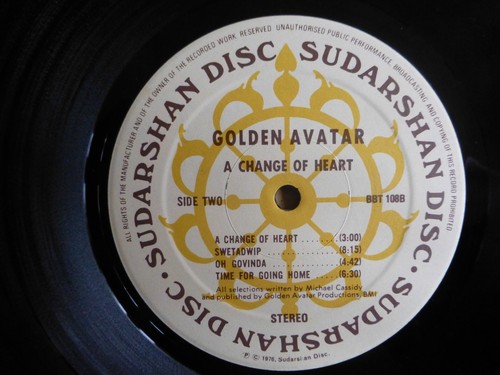 ALL RIGHTS OF THE MANUFACTURER AND OF THE OWNER OF THE RECORDED WORK RESERVED UNAUTHORISED PUBLIC PERFORMANCE BROADCASTING AND COPYING OF THIS RECORD PROHIBITED
SUDARSHAN DISC
SUDARSHAN DISC
SUDARSHAN DISC
GOLDEN AVATAR
A CHANGE OF HEART
SIDE TWO
BBT 108B
A CHANGE OF HEART .......(3:00)
SWETADWIP ................(8:15)
OH GOVINDA ..............(4:42)
TIME FOR GOING HOME .....(6:30)
All selections written by Michael Cassidy
and published by Golden Avatar Productions, BMI
STEREO
℗ © 1976, Sudarsian Disc.